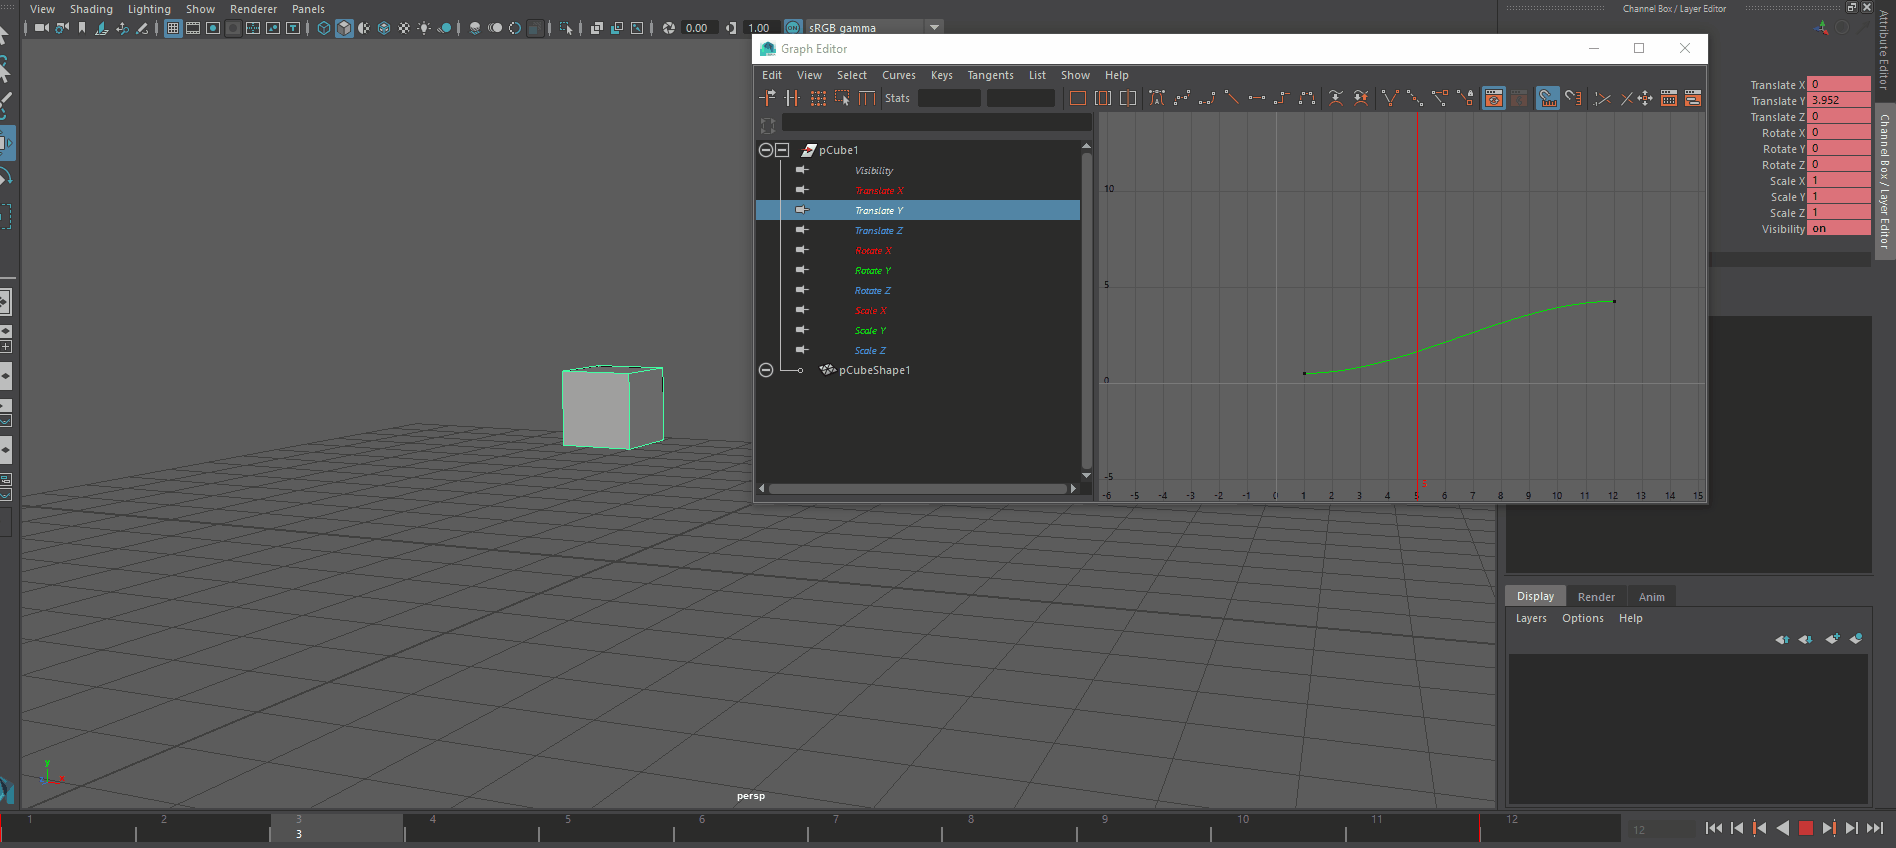 View Shading Lighting Show Renderer Panels
Channel Box / Layer Editor
0.00 1.00 ON sRGB gamma
Graph Editor
Edit View Select Curves Keys Tangents List Show Help
Stats
pCube1
Visibility
Translate X
Translate Y
Translate Z
Rotate X
Rotate Y
Rotate Z
Scale X
Scale Y
Scale Z
pCubeShape1
10
5
0
-5
-6 -5 -4 -3 -2 -1 0 1 2 3 4 5 6 7 8 9 10 11 12 13 14 15
Translate X 0
Translate Y 3.952
Translate Z 0
Rotate X 0
Rotate Y 0
Rotate Z 0
Scale X 1
Scale Y 1
Scale Z 1
Visibility on
Attribute Editor
Channel Box / Layer Editor
Display Render Anim
Layers Options Help
y
x
persp
1 2 3 4 5 6 7 8 9 10 11 12
3
12